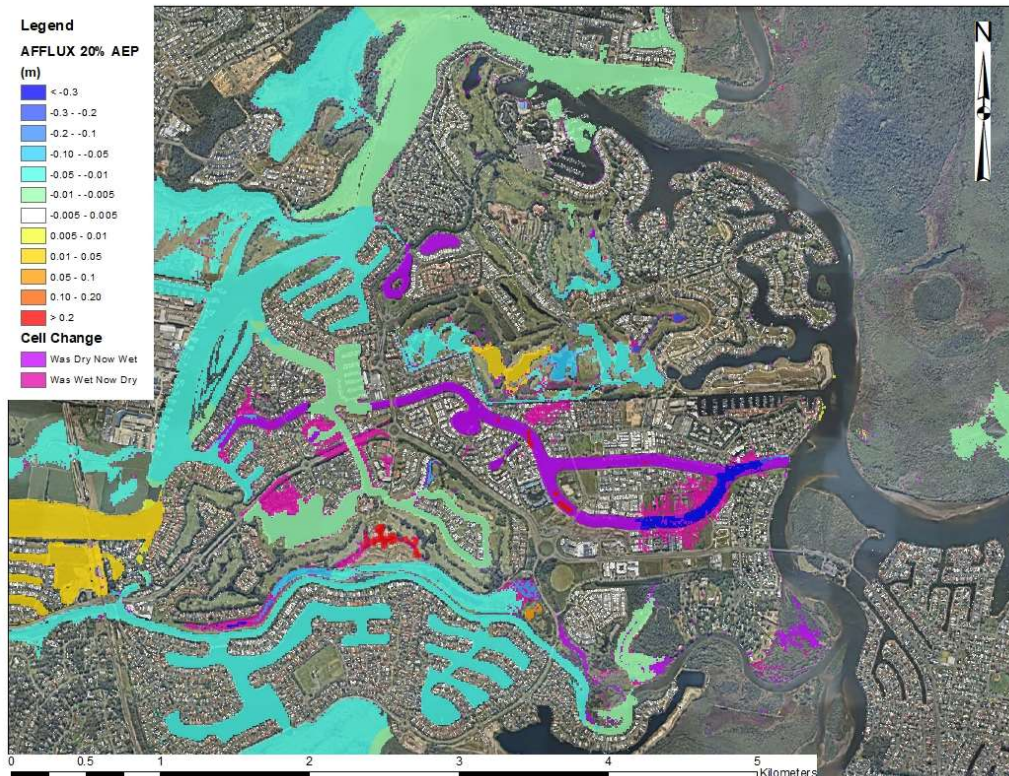 Legend
AFFLUX 20% AEP
(m)
< -0.3
-0.3 - -0.2
-0.2 - -0.1
-0.10 - -0.05
-0.05 - -0.01
-0.01 - -0.005
-0.005 - 0.005
0.005 - 0.01
0.01 - 0.05
0.05 - 0.1
0.10 - 0.20
> 0.2
Cell Change
Was Dry Now Wet
Was Wet Now Dry
N
0 0.5 1 2 3 4 5
Kilometers